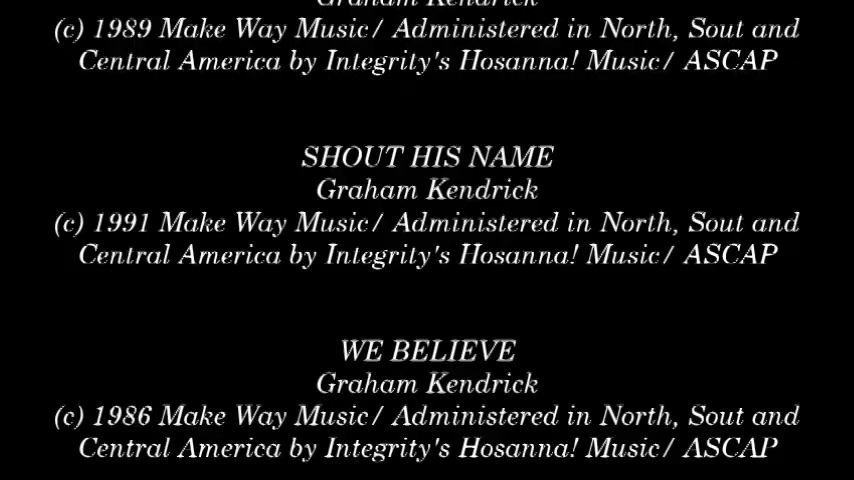 Graham Kendrick
(c) 1989 Make Way Music/ Administered in North, Sout and
Central America by Integrity's Hosanna! Music/ ASCAP
SHOUT HIS NAME
Graham Kendrick
(c) 1991 Make Way Music/ Administered in North, Sout and
Central America by Integrity's Hosanna! Music/ ASCAP
WE BELIEVE
Graham Kendrick
(c) 1986 Make Way Music/ Administered in North, Sout and
Central America by Integrity's Hosanna! Music/ ASCAP